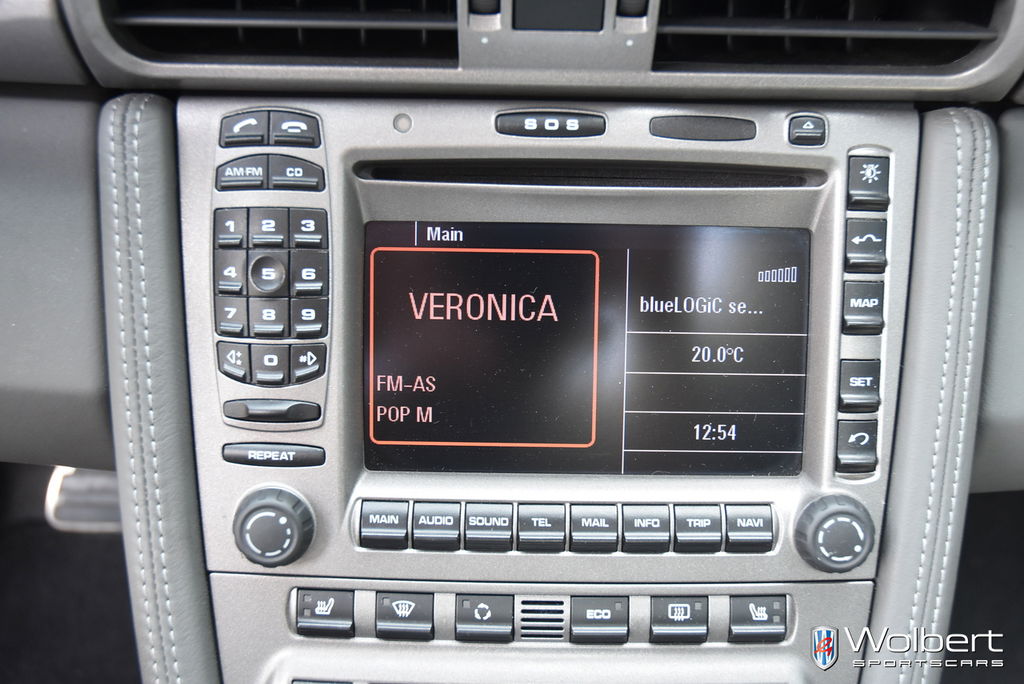 SOS
AM·FM CD
1 2 3
4 5 6
7 8 9
* 0 #
REPEAT
Main
VERONICA
FM-AS
POP M
blueLOGiC se...
20.0°C
12:54
MAP
SET
MAIN AUDIO SOUND TEL MAIL INFO TRIP NAVI
ECO
Wolbert
SPORTSCARS